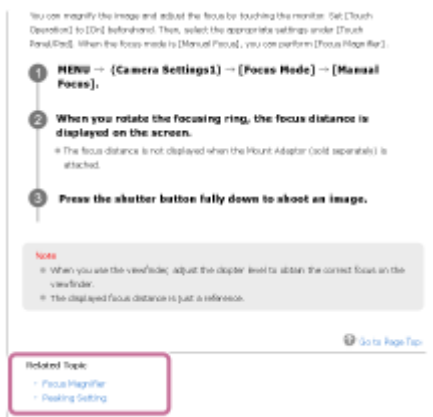 You can magnify the image and adjust the focus by touching the monitor. Set [Touch
Operation] to [On] beforehand. Then, select the appropriate settings under [Touch
Panel/Pad]. When the focus mode is [Manual Focus], you can perform [Focus Magnifier].
1 MENU → (Camera Settings1) → [Focus Mode] → [Manual
Focus].
2 When you rotate the focusing ring, the focus distance is
displayed on the screen.
The focus distance is not displayed when the Mount Adaptor (sold separately) is
attached.
3 Press the shutter button fully down to shoot an image.
Note
When you use the viewfinder, adjust the diopter level to obtain the correct focus on the
viewfinder.
The displayed focus distance is just a reference.
Go to Page Top
Related Topic
Focus Magnifier
Peaking Setting